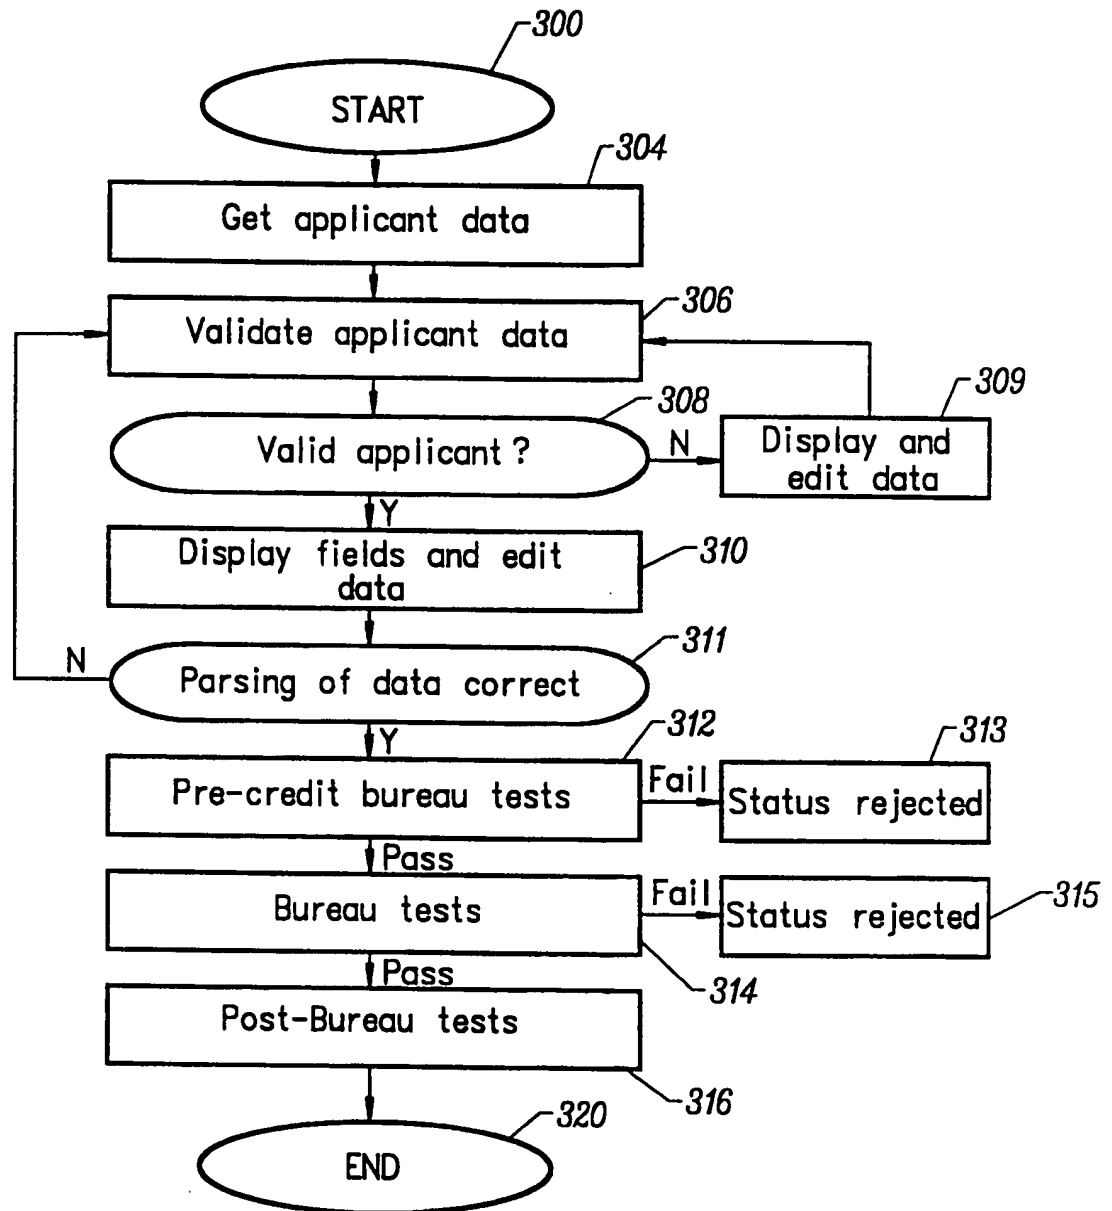 300
START
304
Get applicant data
306
Validate applicant data
308
309
Valid applicant?
N
Display and
edit data
Y
Display fields and edit
data
310
311
N
Parsing of data correct
Y
312
313
Pre-credit bureau tests
Fail
Status rejected
Pass
Bureau tests
Fail
Status rejected
315
Pass
314
Post-Bureau tests
316
320
END